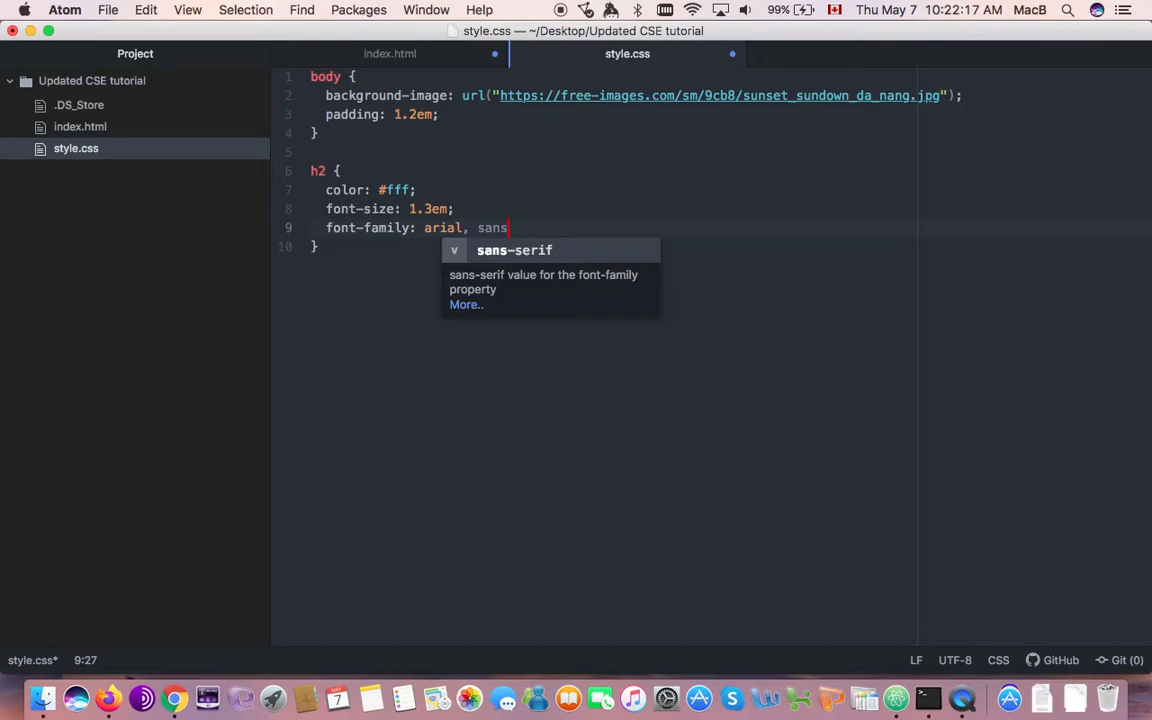 Atom File Edit View Selection Find Packages Window Help 99% Thu May 7 10:22:17 AM MacB
style.css — ~/Desktop/Updated CSE tutorial
Project index.html style.css
Updated CSE tutorial
.DS_Store
index.html
style.css
1 body {
2 background-image: url("https://free-images.com/sm/9cb8/sunset_sundown_da_nang.jpg");
3 padding: 1.2em;
4 }
5
6 h2 {
7 color: #fff;
8 font-size: 1.3em;
9 font-family: arial, sans
10 }
v sans-serif
sans-serif value for the font-family
property
More..
style.css* 9:27 LF UTF-8 CSS GitHub Git (0)